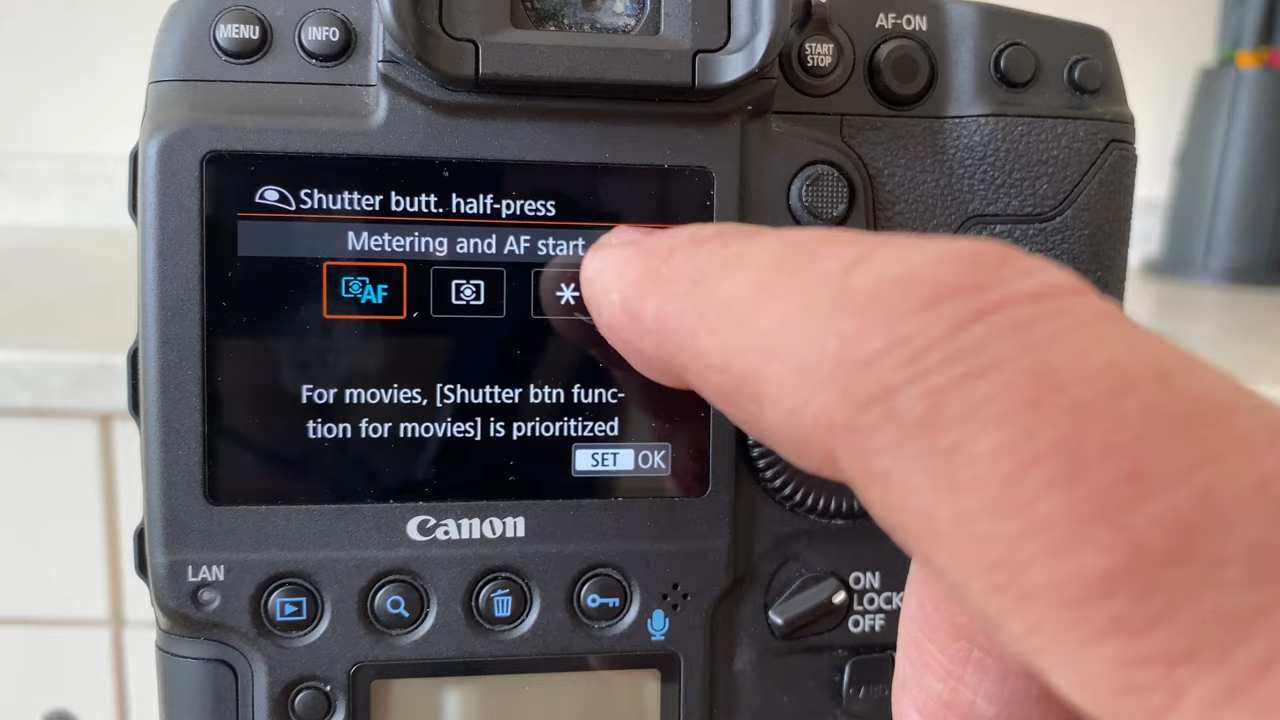 MENU
INFO
START
STOP
AF-ON
Shutter butt. half-press
Metering and AF start
AF
*
For movies, [Shutter btn func-
tion for movies] is prioritized
SET OK
Canon
LAN
ON
LOCK
OFF